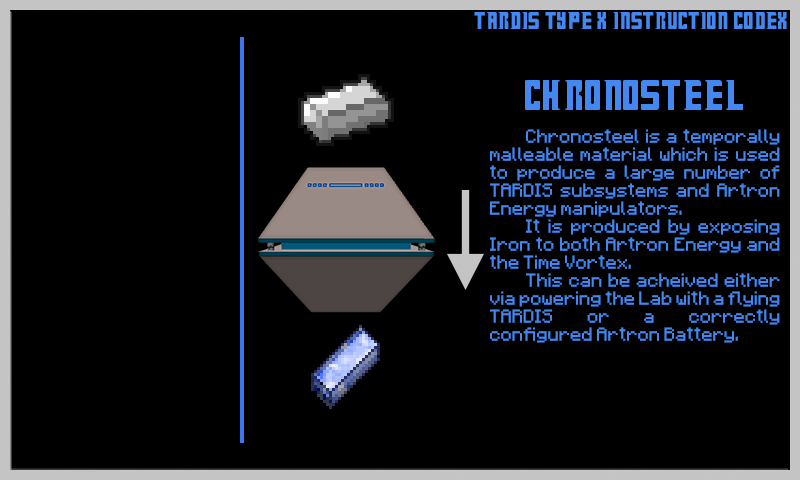 TARDIS TYPE X INSTRUCTION CODEX
CHRONOSTEEL
Chronosteel is a temporally
malleable material which is used
to produce a large number of
TARDIS subsystems and Artron
Energy manipulators.
It is produced by exposing
Iron to both Artron Energy and
the Time Vortex.
This can be acheived either
via powering the Lab with a flying
TARDIS or a correctly
configured Artron Battery.